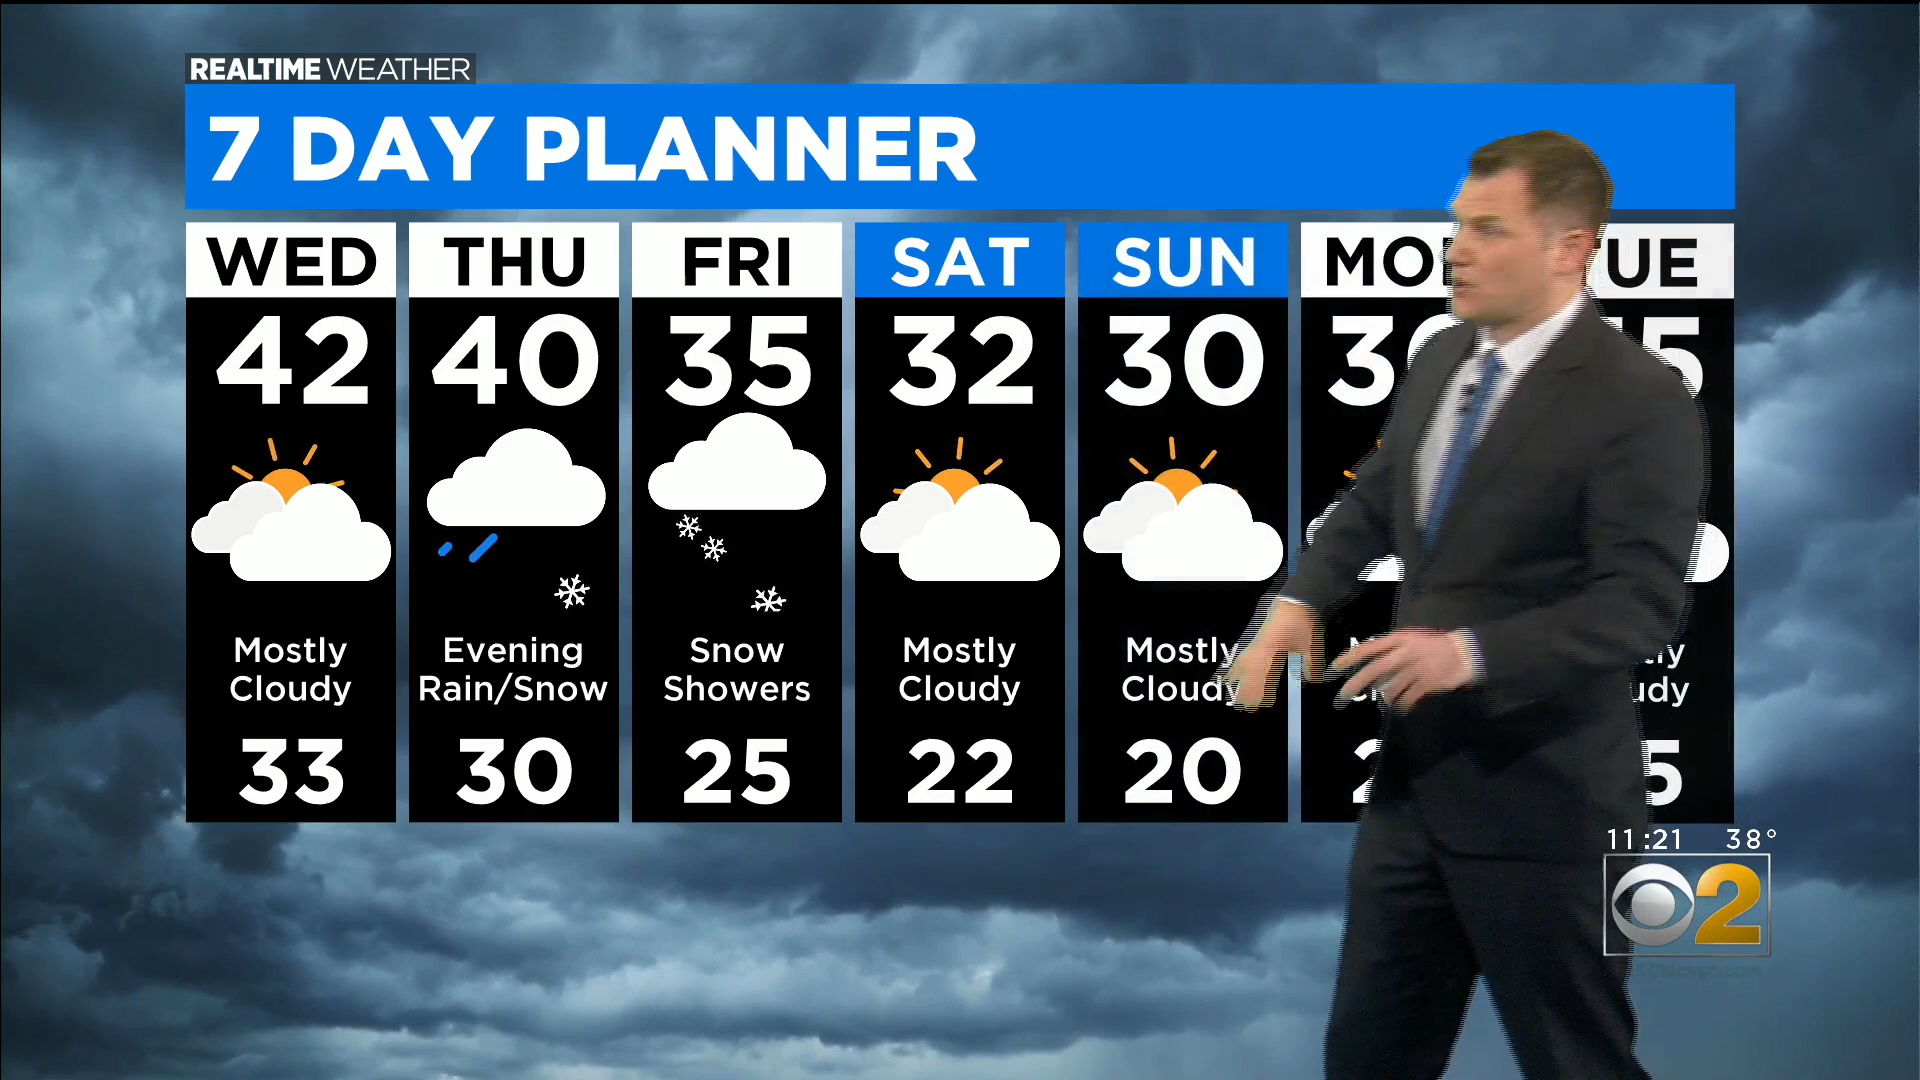 REALTIME WEATHER
7 DAY PLANNER
WED THU FRI SAT SUN
42 40 35 32 30
Mostly Cloudy
Evening Rain/Snow
Snow Showers
Mostly Cloudy
Mostly Cloudy
33 30 25 22 20
11:21 38°
2